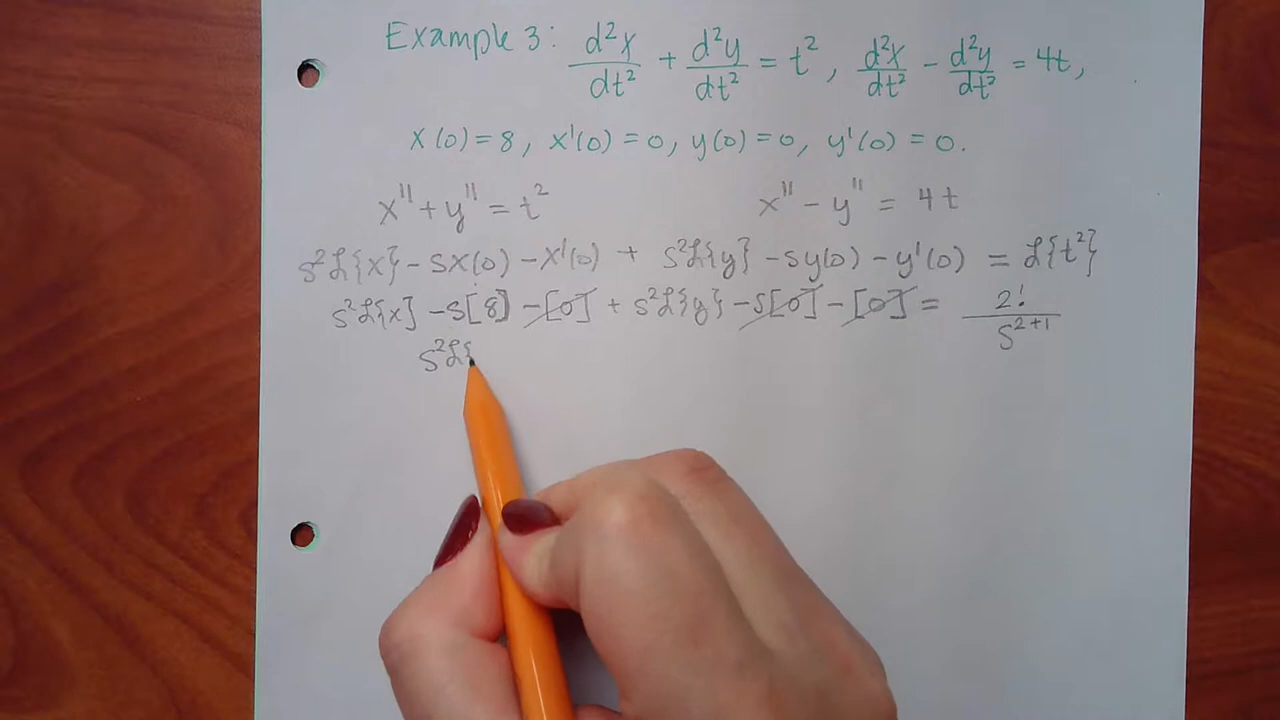 Example 3: d²x/dt² + d²y/dt² = t², d²x/dt² - d²y/dt² = 4t,
x(0) = 8, x'(0) = 0, y(0) = 0, y'(0) = 0.
x'' + y'' = t² x'' - y'' = 4t
s²ℒ{x} - sx(0) - x'(0) + s²ℒ{y} - sy(0) - y'(0) = ℒ{t²}
s²ℒ{x} - s[8] - [0] + s²ℒ{y} - s[0] - [0] = 2!/s²⁺¹
s²ℒ{